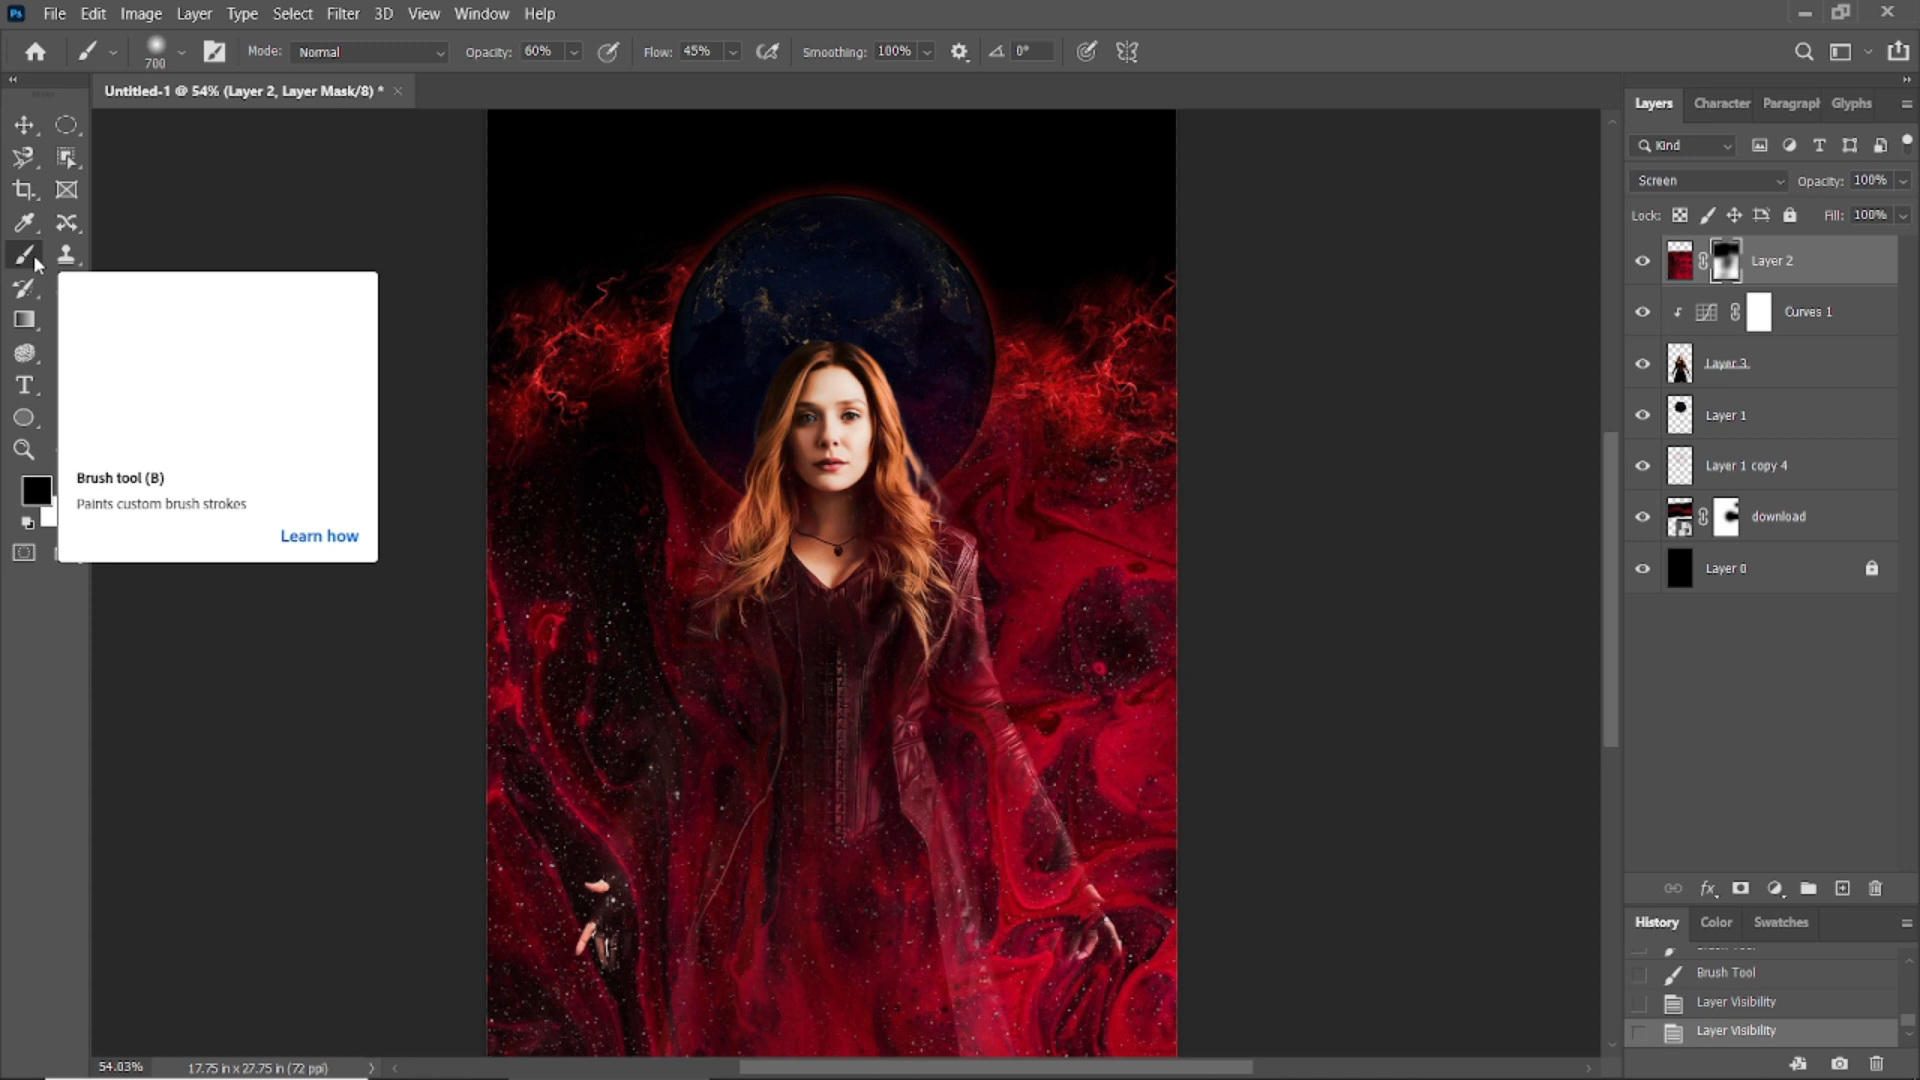 Ps File Edit Image Layer Type Select Filter 3D View Window Help
700 Mode: Normal Opacity: 60% Flow: 45% Smoothing: 100% 0°
Untitled-1 @ 54% (Layer 2, Layer Mask/8) *
Layers Character Paragraph Glyphs
Kind
Screen Opacity: 100%
Lock: Fill: 100%
Layer 2
Curves 1
Layer 3
Layer 1
Layer 1 copy 4
download
Layer 0
Brush tool (B)
Paints custom brush strokes
Learn how
History Color Swatches
Brush Tool
Brush Tool
Layer Visibility
Layer Visibility
54.03% 17.75 in x 27.75 in (72 ppi)